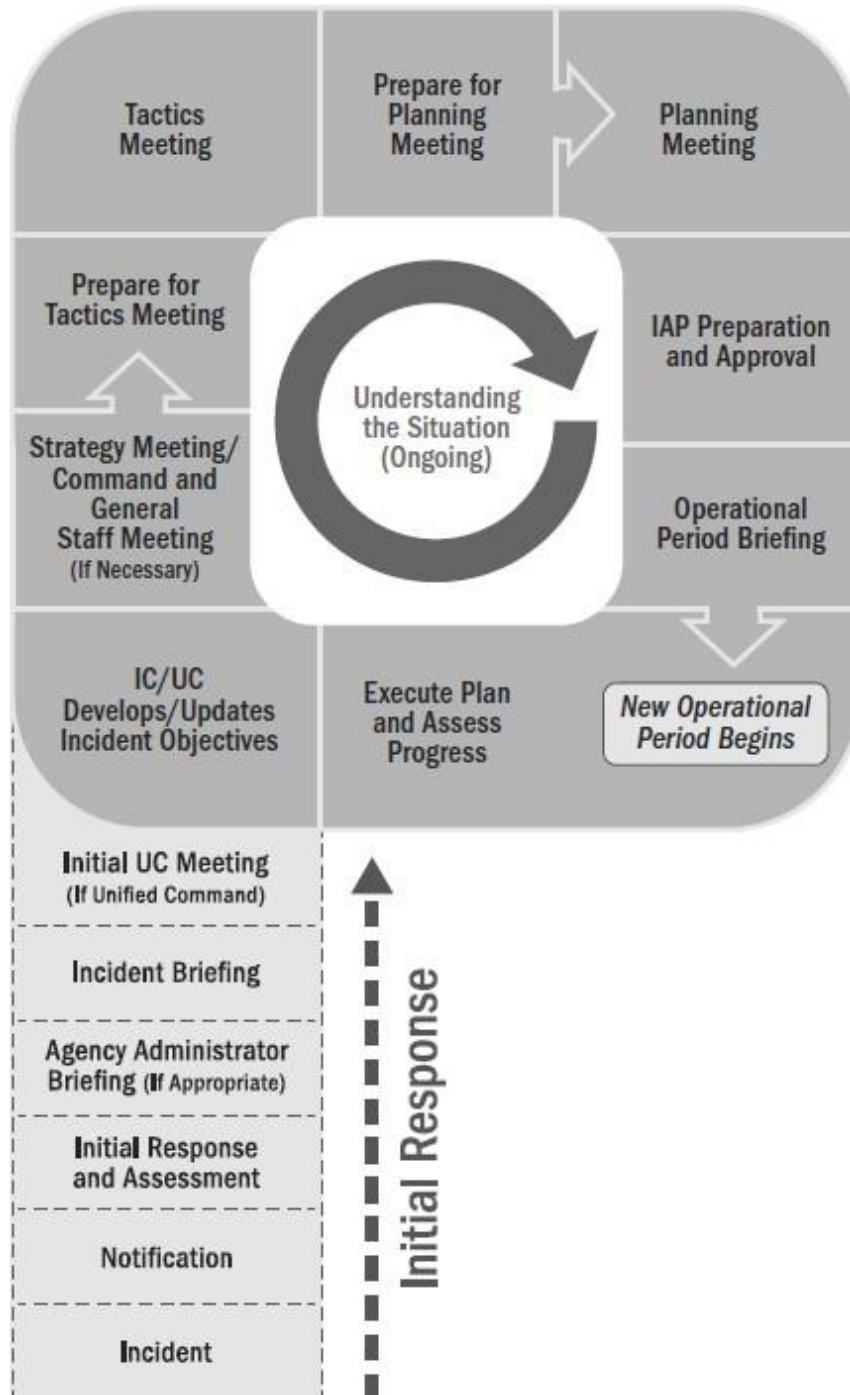 Tactics
Meeting
Prepare for
Planning
Meeting
Planning
Meeting
Prepare for
Tactics Meeting
IAP Preparation
and Approval
Understanding
the Situation
(Ongoing)
Strategy Meeting/
Command and
General
Staff Meeting
(If Necessary)
Operational
Period Briefing
IC/UC
Develops/Updates
Incident Objectives
Execute Plan
and Assess
Progress
New Operational
Period Begins
Initial UC Meeting
(If Unified Command)
Incident Briefing
Agency Administrator
Briefing (If Appropriate)
Initial Response
and Assessment
Notification
Incident
Initial Response